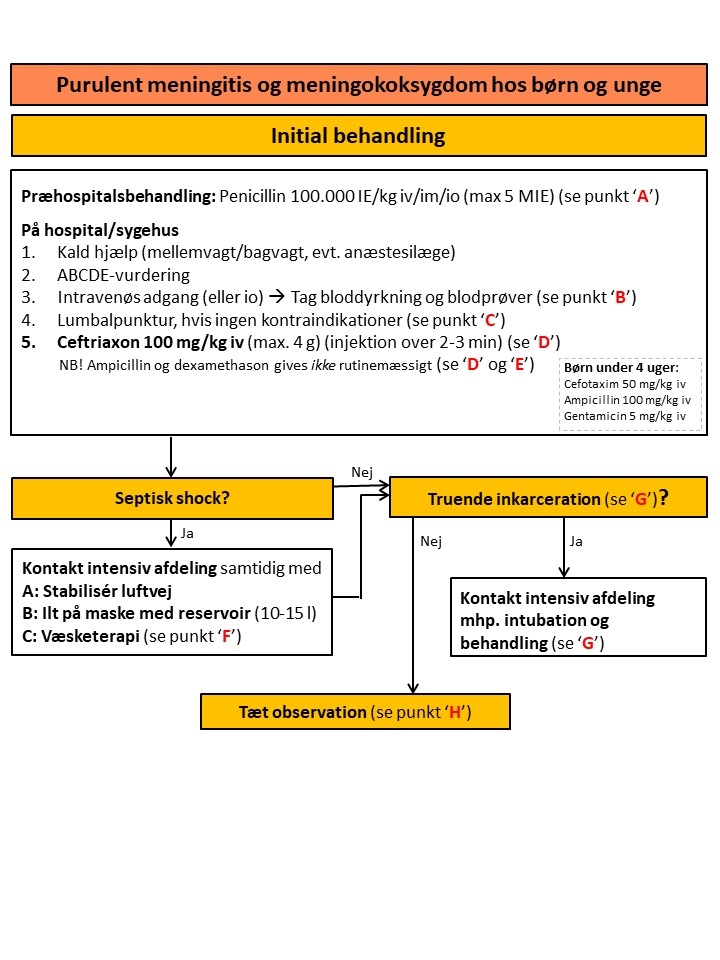 Purulent meningitis og meningokoksygdom hos børn og unge
Initial behandling
Præhospitalsbehandling: Penicillin 100.000 IE/kg iv/im/io (max 5 MIE) (se punkt ‘A’)
På hospital/sygehus
1. Kald hjælp (mellemvagt/bagvagt, evt. anæstesilæge)
2. ABCDE-vurdering
3. Intravenøs adgang (eller io) → Tag bloddyrkning og blodprøver (se punkt ‘B’)
4. Lumbalpunktur, hvis ingen kontraindikationer (se punkt ‘C’)
5. Ceftriaxon 100 mg/kg iv (max. 4 g) (injektion over 2-3 min) (se ‘D’)
NB! Ampicillin og dexamethason gives ikke rutinemæssigt (se ‘D’ og ‘E’)
Børn under 4 uger:
Cefotaxim 50 mg/kg iv
Ampicillin 100 mg/kg iv
Gentamicin 5 mg/kg iv
Septisk shock?
Nej
Truende inkarceration (se ‘G’)?
Ja
Nej
Ja
Kontakt intensiv afdeling samtidig med
A: Stabilisér luftvej
B: Ilt på maske med reservoir (10-15 l)
C: Væsketerapi (se punkt ‘F’)
Kontakt intensiv afdeling
mhp. intubation og
behandling (se ‘G’)
Tæt observation (se punkt ‘H’)